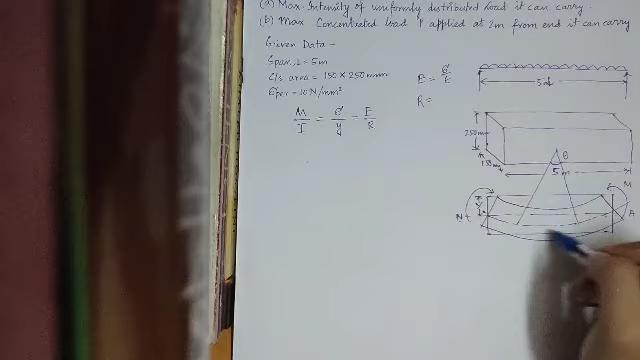 (a) Max. Intensity of uniformly distributed load it can carry.
(b) Max Concentrated load P applied at 2m from end it can carry
Given Data -
Span, L = 5m
C/s area = 150 × 250 mm
σper = 10 N/mm²
M/I = σ/y = E/R
E = σ/ε
R =
5m
250mm
150mm
5m
θ
M
N
y
A